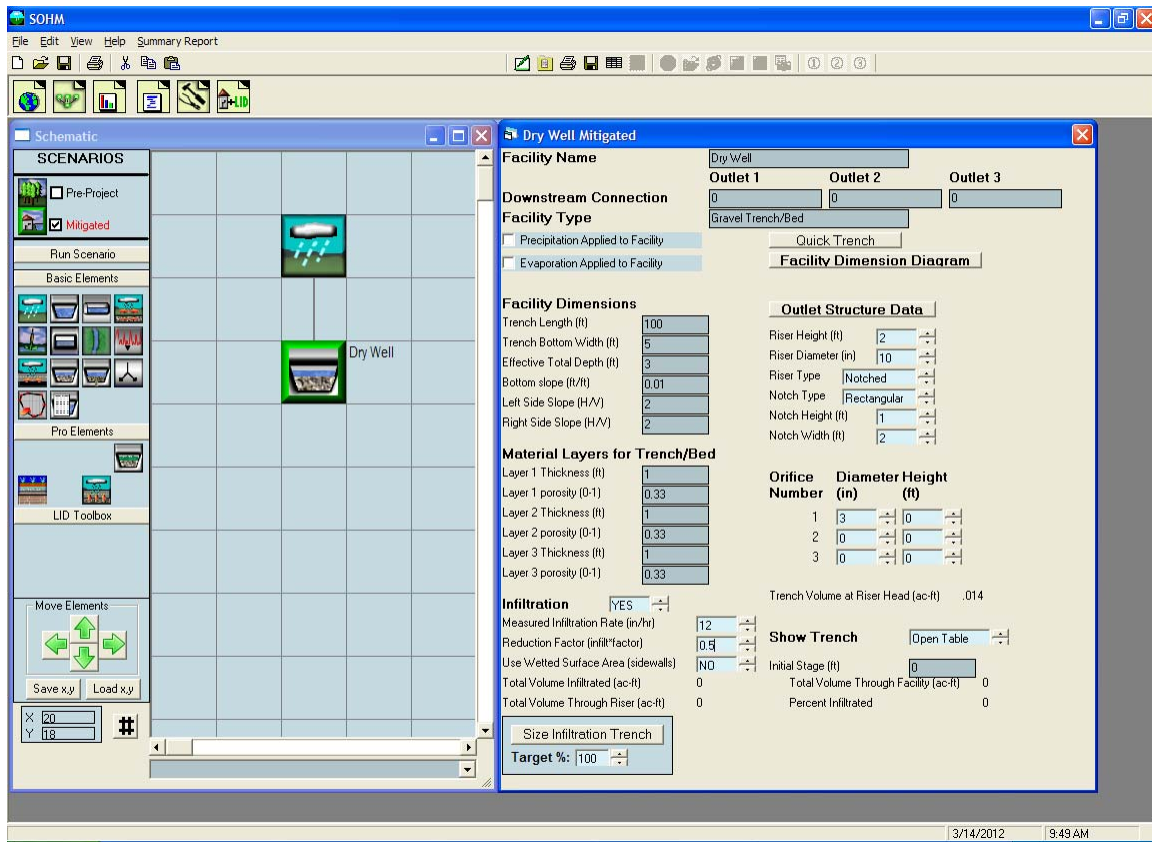 SOHM
File Edit View Help Summary Report
Schematic
SCENARIOS
Pre-Project
Mitigated
Run Scenario
Basic Elements
Pro Elements
LID Toolbox
Move Elements
Save x,y Load x,y
X 20
Y 18
#
+LID
Dry Well
Dry Well Mitigated
Facility Name Dry Well
Outlet 1 Outlet 2 Outlet 3
Downstream Connection 0 0 0
Facility Type Gravel Trench/Bed
Precipitation Applied to Facility Quick Trench
Evaporation Applied to Facility Facility Dimension Diagram
Facility Dimensions
Trench Length (ft) 100
Trench Bottom Width (ft) 5
Effective Total Depth (ft) 3
Bottom slope (ft/ft) 0.01
Left Side Slope (H/V) 2
Right Side Slope (H/V) 2
Material Layers for Trench/Bed
Layer 1 Thickness (ft) 1
Layer 1 porosity (0-1) 0.33
Layer 2 Thickness (ft) 1
Layer 2 porosity (0-1) 0.33
Layer 3 Thickness (ft) 1
Layer 3 porosity (0-1) 0.33
Infiltration YES
Measured Infiltration Rate (in/hr) 12
Reduction Factor (infilt*factor) 0.5
Use Wetted Surface Area (sidewalls) NO
Total Volume Infiltrated (ac-ft) 0
Total Volume Through Riser (ac-ft) 0
Size Infiltration Trench
Target %: 100
Outlet Structure Data
Riser Height (ft) 2
Riser Diameter (in) 10
Riser Type Notched
Notch Type Rectangular
Notch Height (ft) 1
Notch Width (ft) 2
Orifice Diameter Height
Number (in) (ft)
1 3 0
2 0 0
3 0 0
Trench Volume at Riser Head (ac-ft) .014
Show Trench Open Table
Initial Stage (ft) 0
Total Volume Through Facility (ac-ft) 0
Percent Infiltrated 0
3/14/2012 9:49 AM